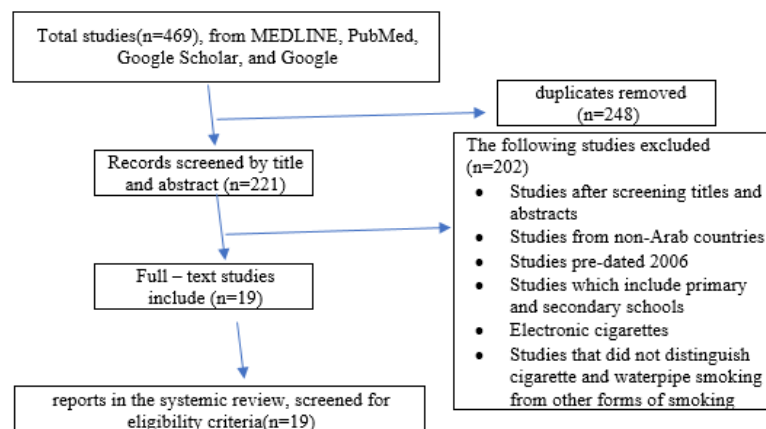 Total studies(n=469), from MEDLINE, PubMed,
Google Scholar, and Google
duplicates removed
(n=248)
Records screened by title
and abstract (n=221)
The following studies excluded
(n=202)
• Studies after screening titles and
abstracts
• Studies from non-Arab countries
• Studies pre-dated 2006
• Studies which include primary
and secondary schools
• Electronic cigarettes
• Studies that did not distinguish
cigarette and waterpipe smoking
from other forms of smoking
Full – text studies
include (n=19)
reports in the systemic review, screened for
eligibility criteria(n=19)